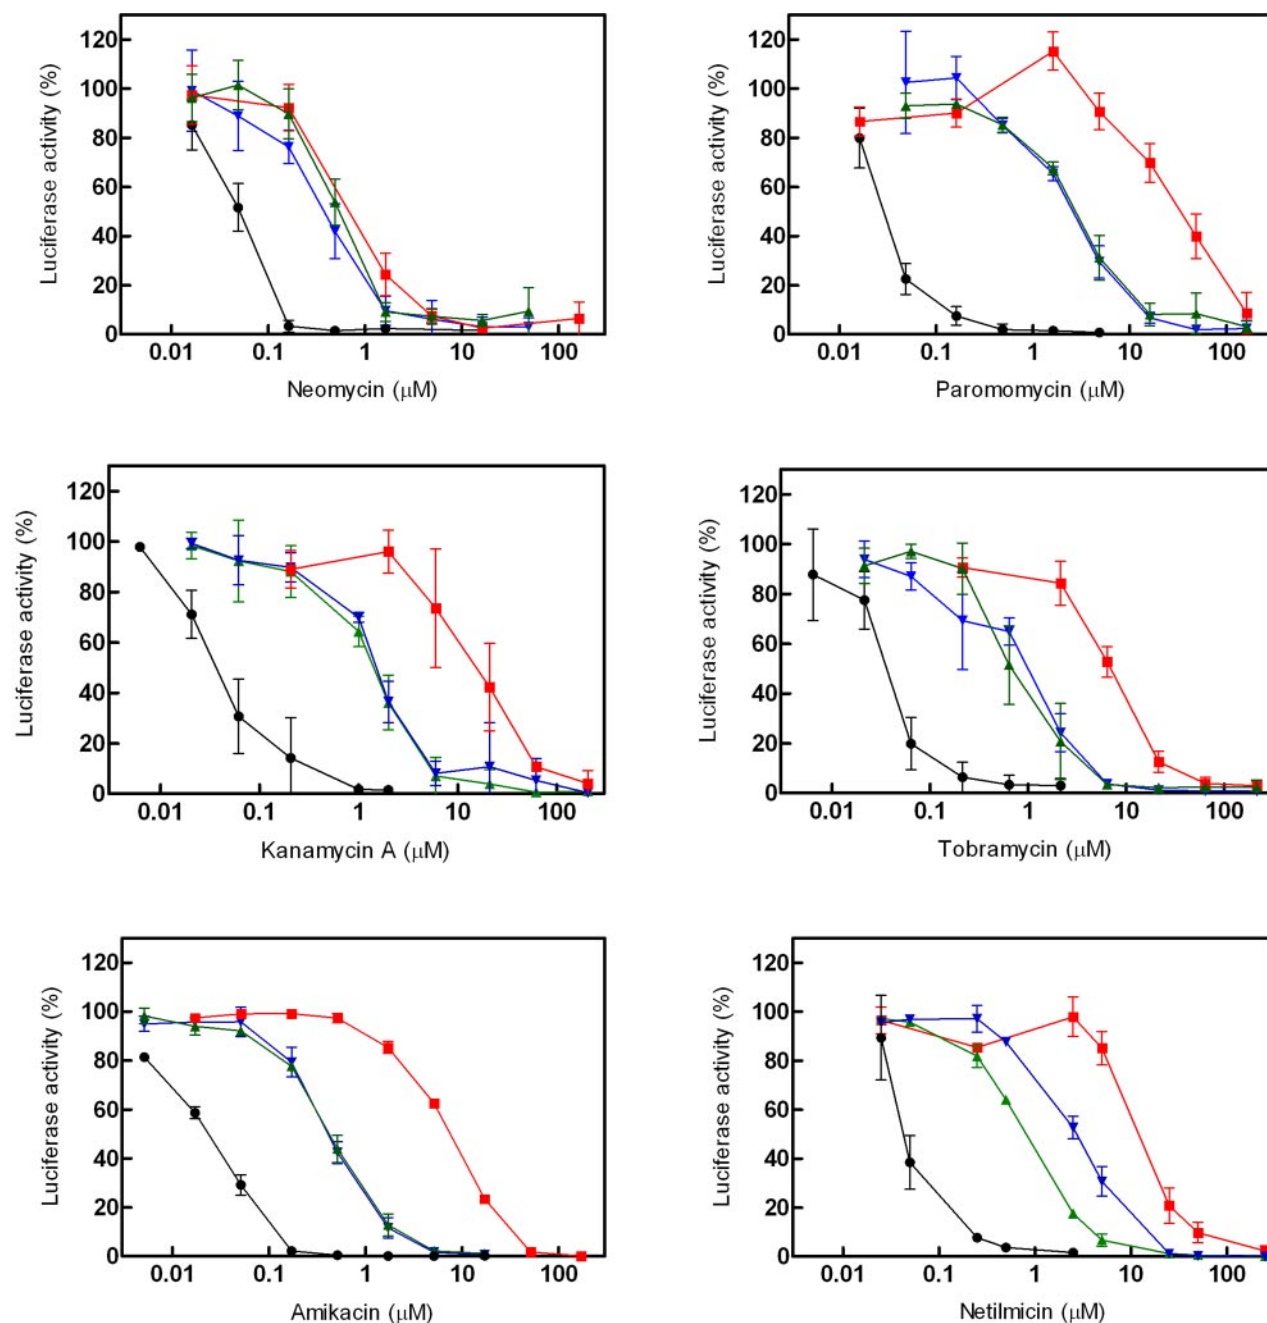 120
100
80
60
40
20
0
Luciferase activity (%)
0.01 0.1 1 10 100
Neomycin (μM)
120
100
80
60
40
20
0
Luciferase activity (%)
0.01 0.1 1 10 100
Paromomycin (μM)
120
100
80
60
40
20
0
Luciferase activity (%)
0.01 0.1 1 10 100
Kanamycin A (μM)
120
100
80
60
40
20
0
Luciferase activity (%)
0.01 0.1 1 10 100
Tobramycin (μM)
120
100
80
60
40
20
0
Luciferase activity (%)
0.01 0.1 1 10 100
Amikacin (μM)
120
100
80
60
40
20
0
Luciferase activity (%)
0.01 0.1 1 10 100
Netilmicin (μM)